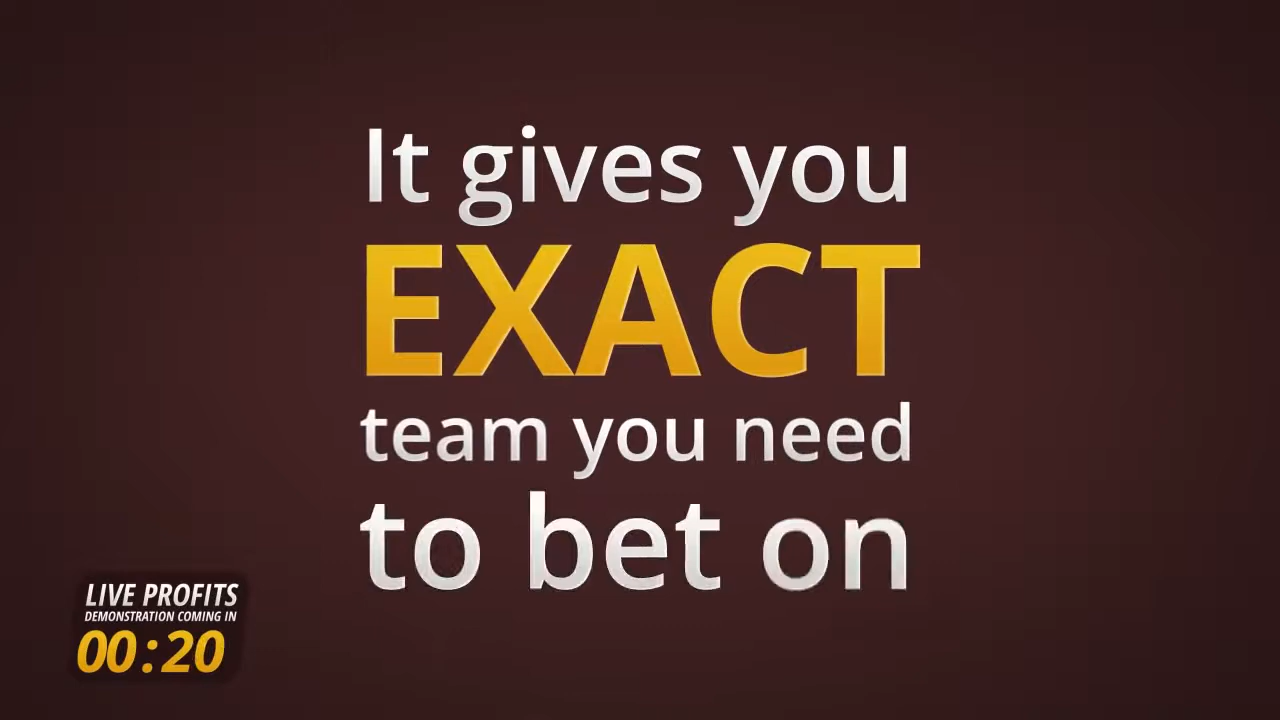 It gives you
EXACT
team you need
to bet on
LIVE PROFITS
DEMONSTRATION COMING IN
00:20